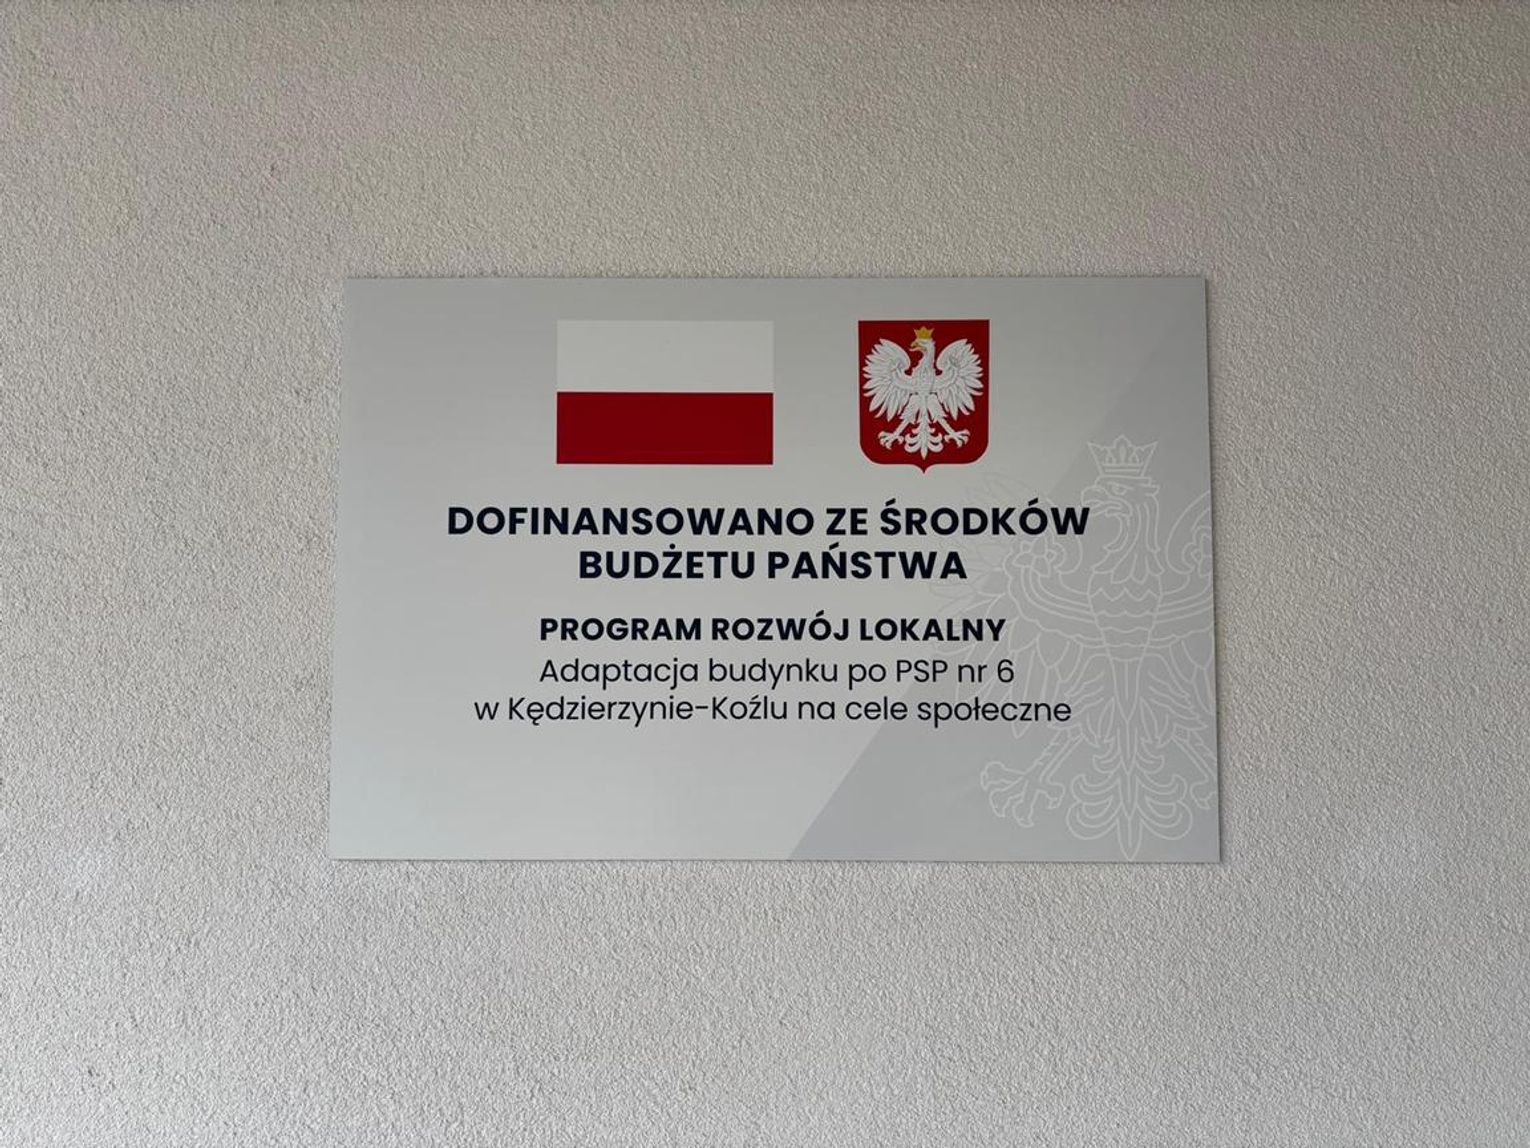 DOFINANSOWANO ZE ŚRODKÓW
BUDŻETU PAŃSTWA
PROGRAM ROZWÓJ LOKALNY
Adaptacja budynku po PSP nr 6
w Kędzierzynie-Koźlu na cele społeczne